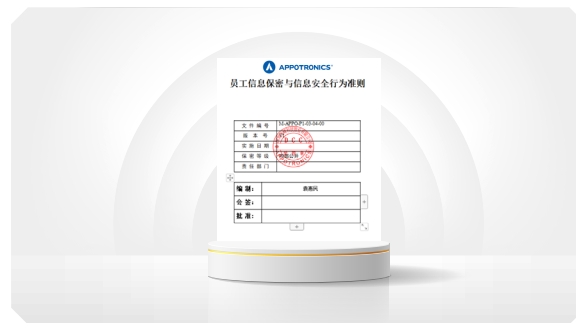 APPOTRONICS
员工信息保密与信息安全行为准则
文件编号
版本号
实施日期
保密等级
责任部门
DCC
编制:
会签:
批准: